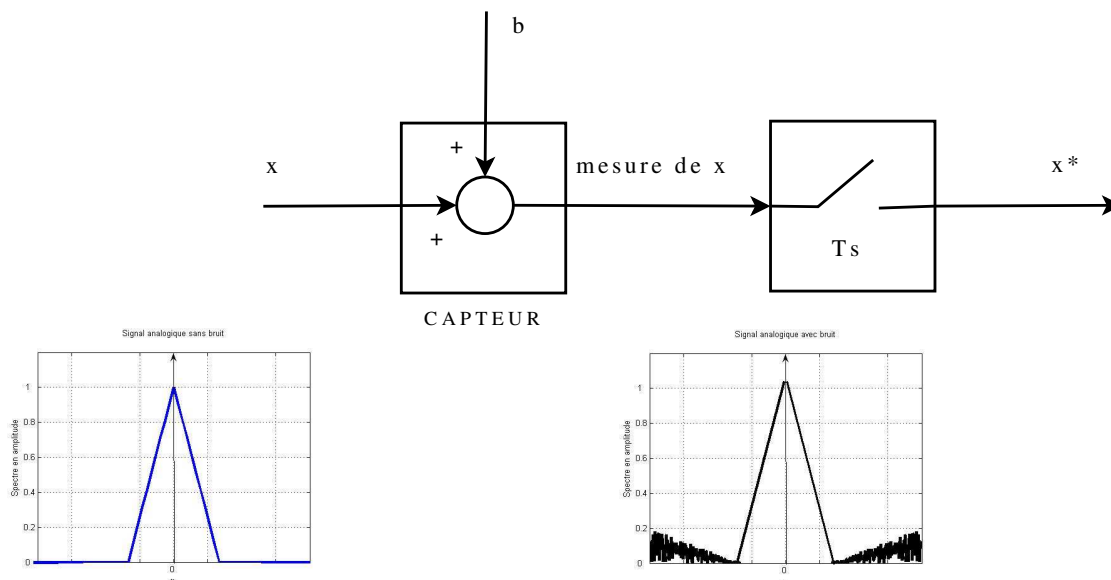 b
+
x
mesure de x
x*
+
Ts
CAPTEUR
Signal analogique sans bruit
Signal analogique avec bruit
Spectre en amplitude
1
0.8
0.6
0.4
0.2
0
0
Spectre en amplitude
1
0.8
0.6
0.4
0.2
0
0